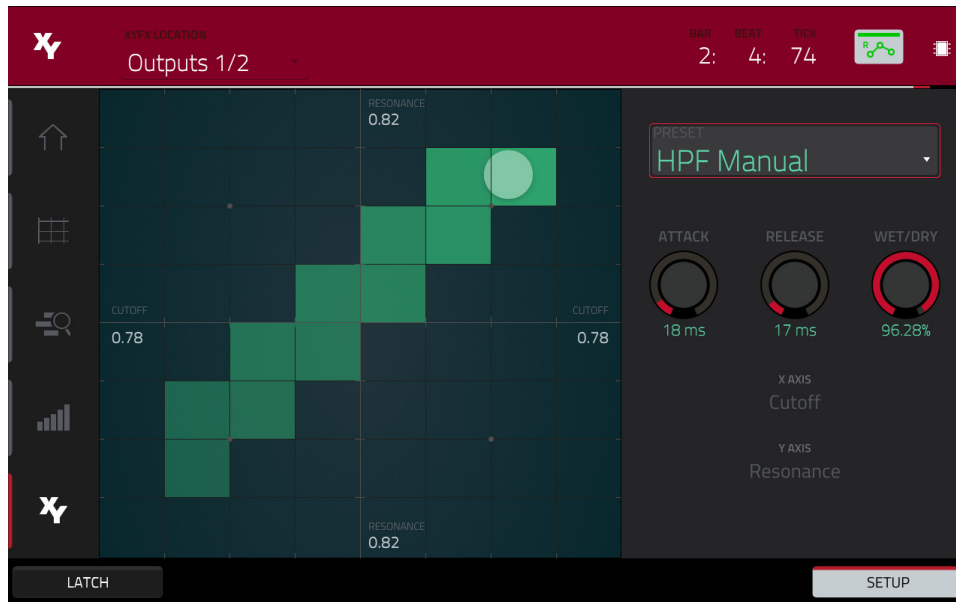 XY
XYFX LOCATION
Outputs 1/2
BAR BEAT TICK
2: 4: 74
R
RESONANCE
0.82
PRESET
HPF Manual
ATTACK RELEASE WET/DRY
18 ms 17 ms 96.28%
CUTOFF
0.78
CUTOFF
0.78
X AXIS
Cutoff
Y AXIS
Resonance
XY
RESONANCE
0.82
LATCH
SETUP